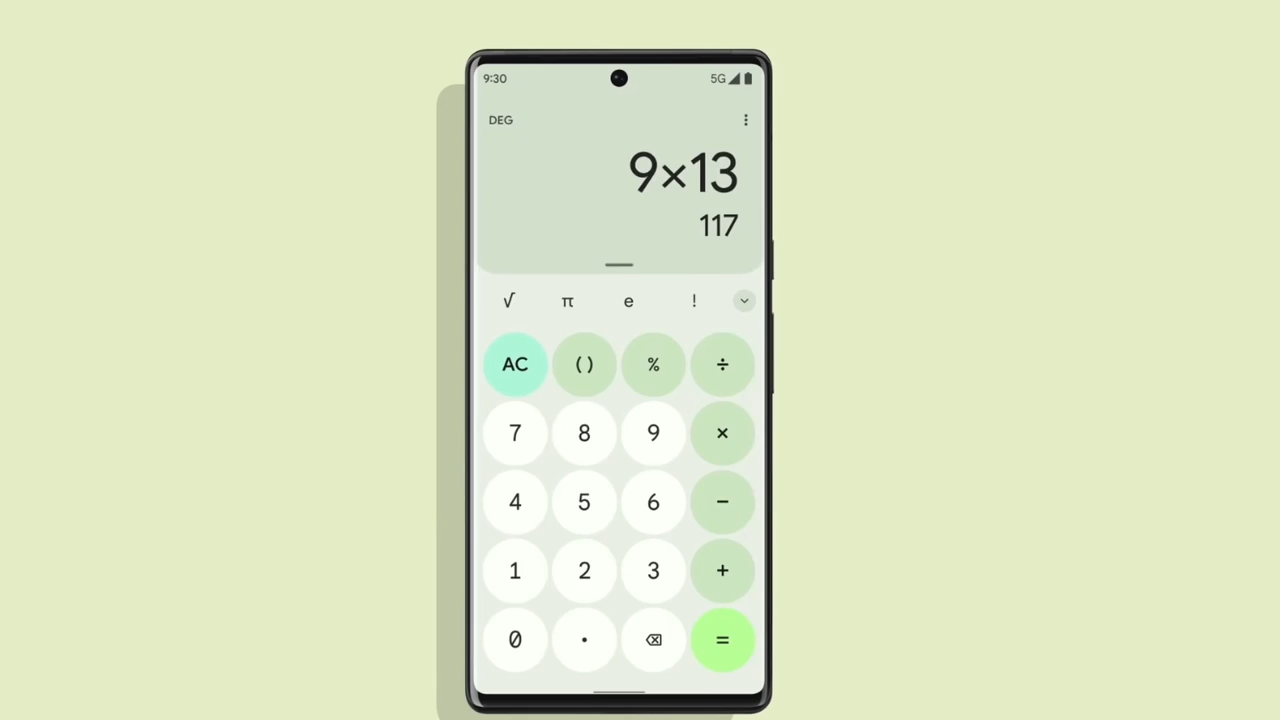 9:30 5G
DEG
9×13
117
√ π e !
AC ( ) % ÷
7 8 9 ×
4 5 6 −
1 2 3 +
0 . =